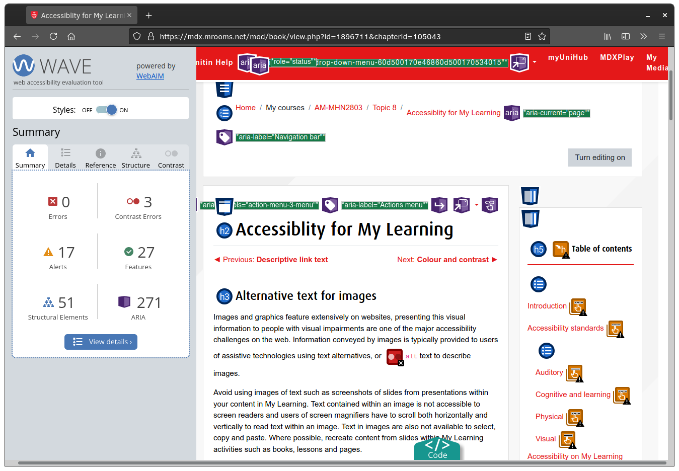 Accessiblity for My Learni
https://mdx.mrooms.net/mod/book/view.php?id=1896711&chapterId=105043
WAVE
web accessibility evaluation tool
powered by
WebAIM
Styles: OFF ON
Summary
Summary Details Reference Structure Contrast
0
Errors
3
Contrast Errors
17
Alerts
27
Features
51
Structural Elements
271
ARIA
View details ›
nitin Help
aria
*role="status"*
drop-down-menu-60d500170e46860d500170534015"*
myUniHub
MDXPlay
My
Media
Home / My courses / AM-MHN2803 / Topic 8 / Accessiblity for My Learning
aria
*aria-current="page"*
*aria-label="Navigation bar"*
Turn editing on
ls="action-menu-3-menu"*
*aria-label="Actions menu"*
h2 Accessiblity for My Learning
◄ Previous: Descriptive link text
Next: Colour and contrast ►
h3 Alternative text for images
Images and graphics feature extensively on websites, presenting this visual
information to people with visual impairments are one of the major accessibility
challenges on the web. Information conveyed by images is typically provided to users
of assistive technologies using text alternatives, or alt text to describe
images.
Avoid using images of text such as screenshots of slides from presentations within
your content in My Learning. Text contained within an image is not accessible to
screen readers and users of screen magnifiers have to scroll both horizontally and
vertically to read text within an image. Text in images are also not available to select,
copy and paste. Where possible, recreate content from slides within My Learning
activities such as books, lessons and pages.
</> Code
h5 Table of contents
Introduction
Accessibility standards
Auditory
Cognitive and learning
Physical
Visual
Accessibility on My Learning